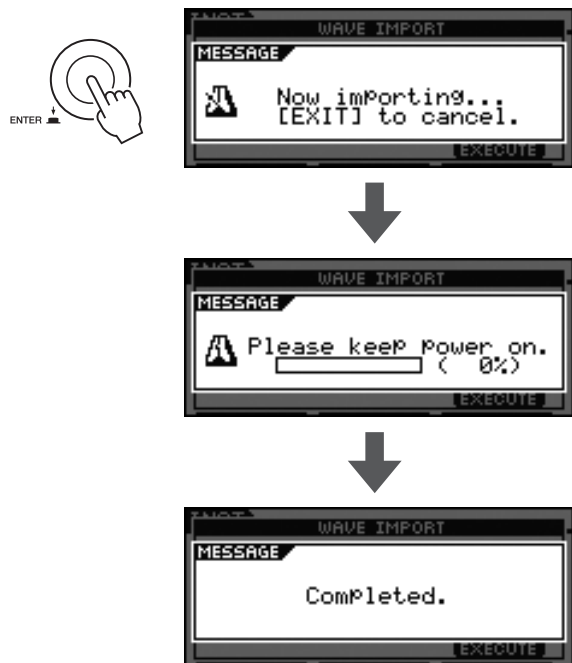 WAVE IMPORT
MESSAGE
Now importing...
[EXIT] to cancel.
EXECUTE
ENTER
WAVE IMPORT
MESSAGE
Please keep power on.
( 0%)
EXECUTE
WAVE IMPORT
MESSAGE
Completed.
EXECUTE